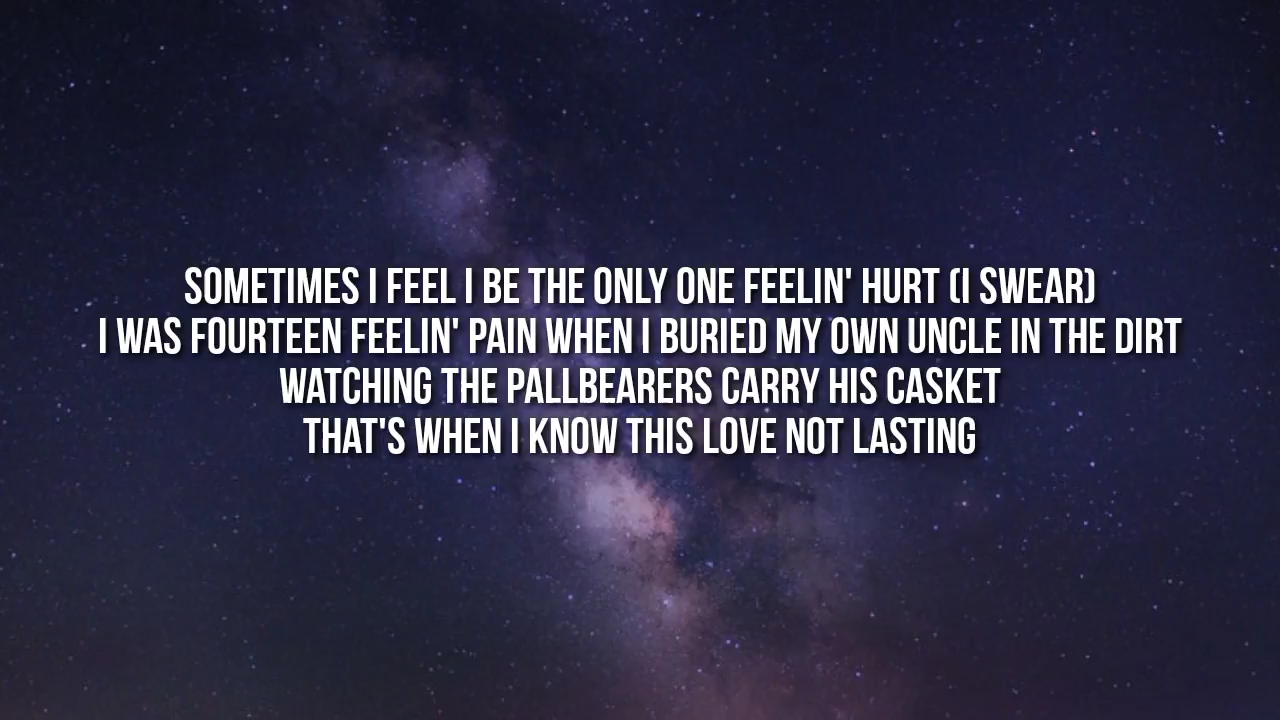 SOMETIMES I FEEL I BE THE ONLY ONE FEELIN' HURT (I SWEAR)
I WAS FOURTEEN FEELIN' PAIN WHEN I BURIED MY OWN UNCLE IN THE DIRT
WATCHING THE PALLBEARERS CARRY HIS CASKET
THAT'S WHEN I KNOW THIS LOVE NOT LASTING